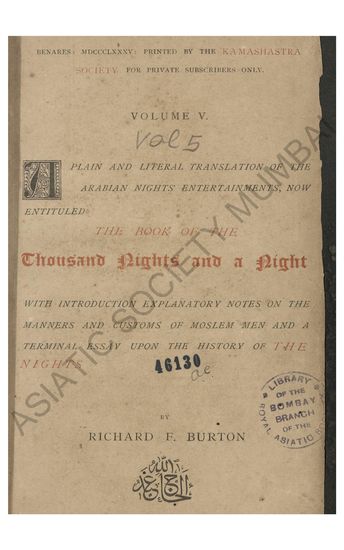 BENARES: MDCCCLXXXV: PRINTED BY THE KAMASHASTRA
SOCIETY FOR PRIVATE SUBSCRIBERS ONLY.
VOLUME V.
Vol 5
A PLAIN AND LITERAL TRANSLATION OF THE
ARABIAN NIGHTS ENTERTAINMENTS, NOW
ENTITULED
THE BOOK OF THE
Thousand Nights and a Night
WITH INTRODUCTION EXPLANATORY NOTES ON THE
MANNERS AND CUSTOMS OF MOSLEM MEN AND A
TERMINAL ESSAY UPON THE HISTORY OF THE
NIGHTS
46130
BY
RICHARD F. BURTON
LIBRARY
OF THE
BOMBAY
BRANCH
OF THE
ROYAL ASIATIC
ASIATIC SOCIETY MUMBAI